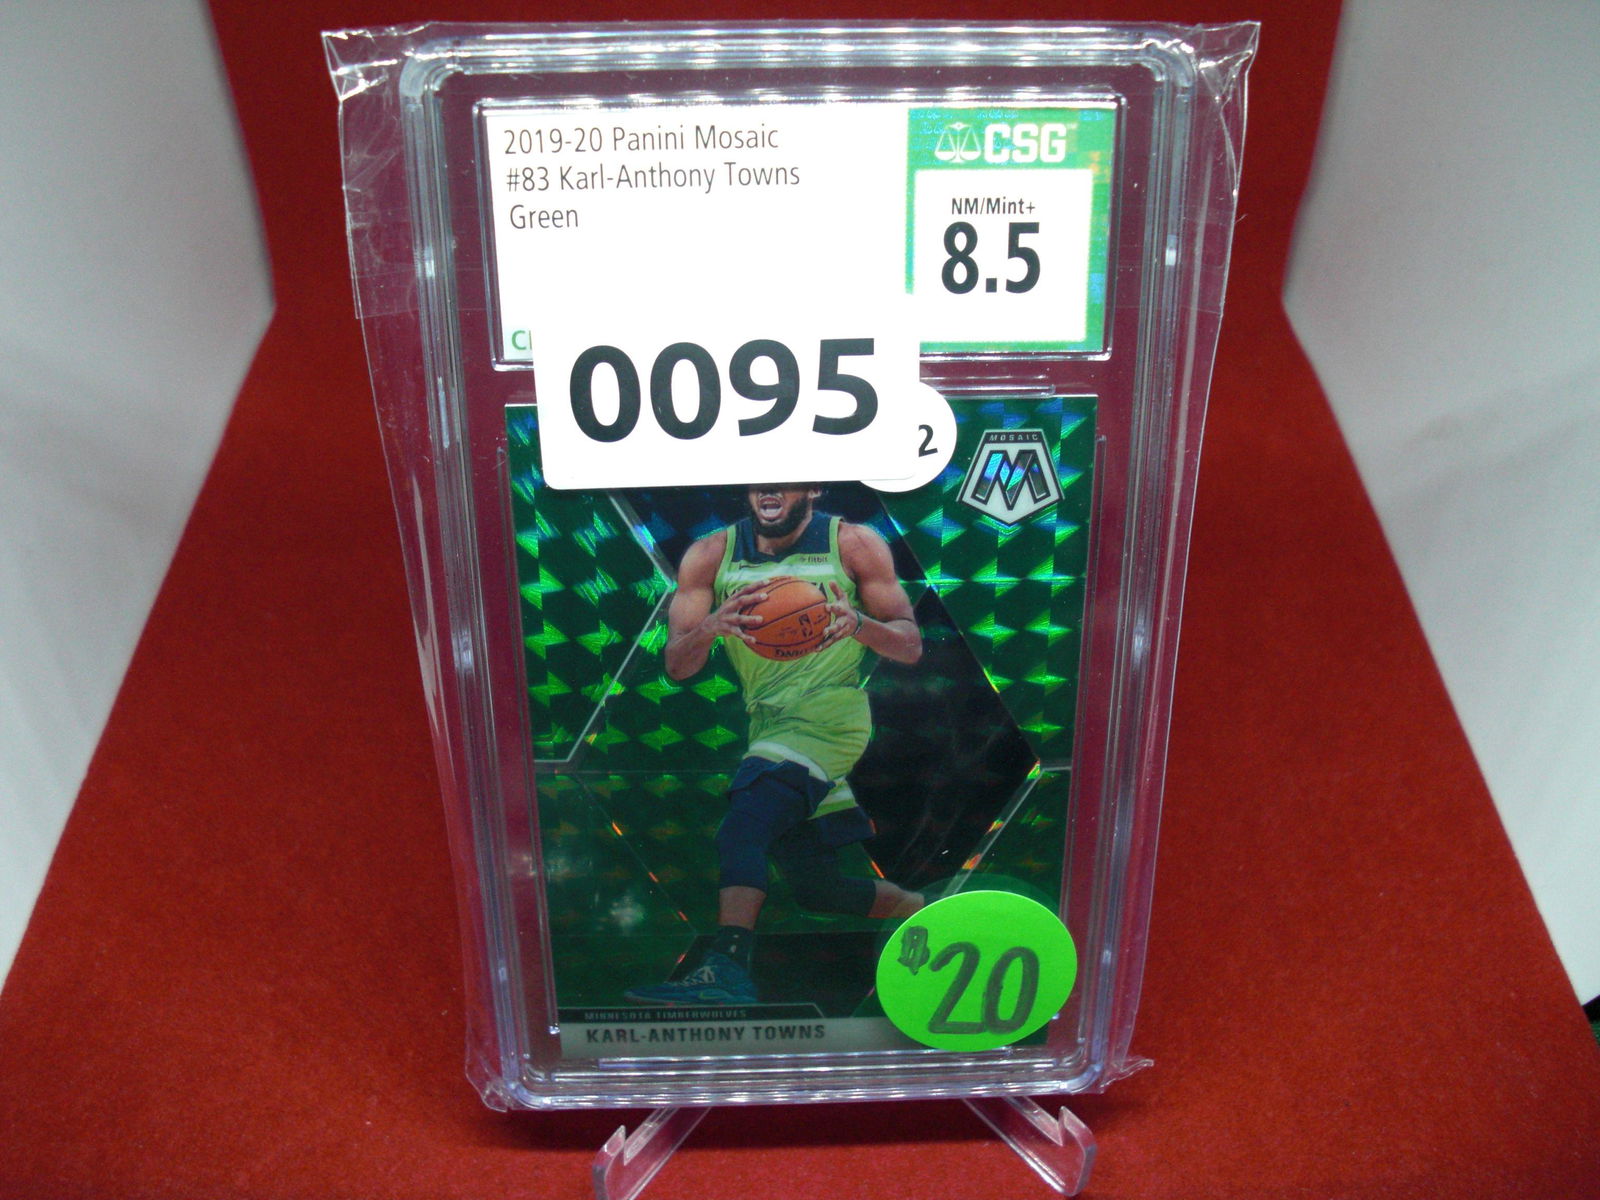 2019-20 Panini Mosaic
#83 Karl-Anthony Towns
Green
CSG
NM/Mint+
8.5
0095
2
MOSAIC
M
fitbit
$20
MINNESOTA TIMBERWOLVES
KARL-ANTHONY TOWNS